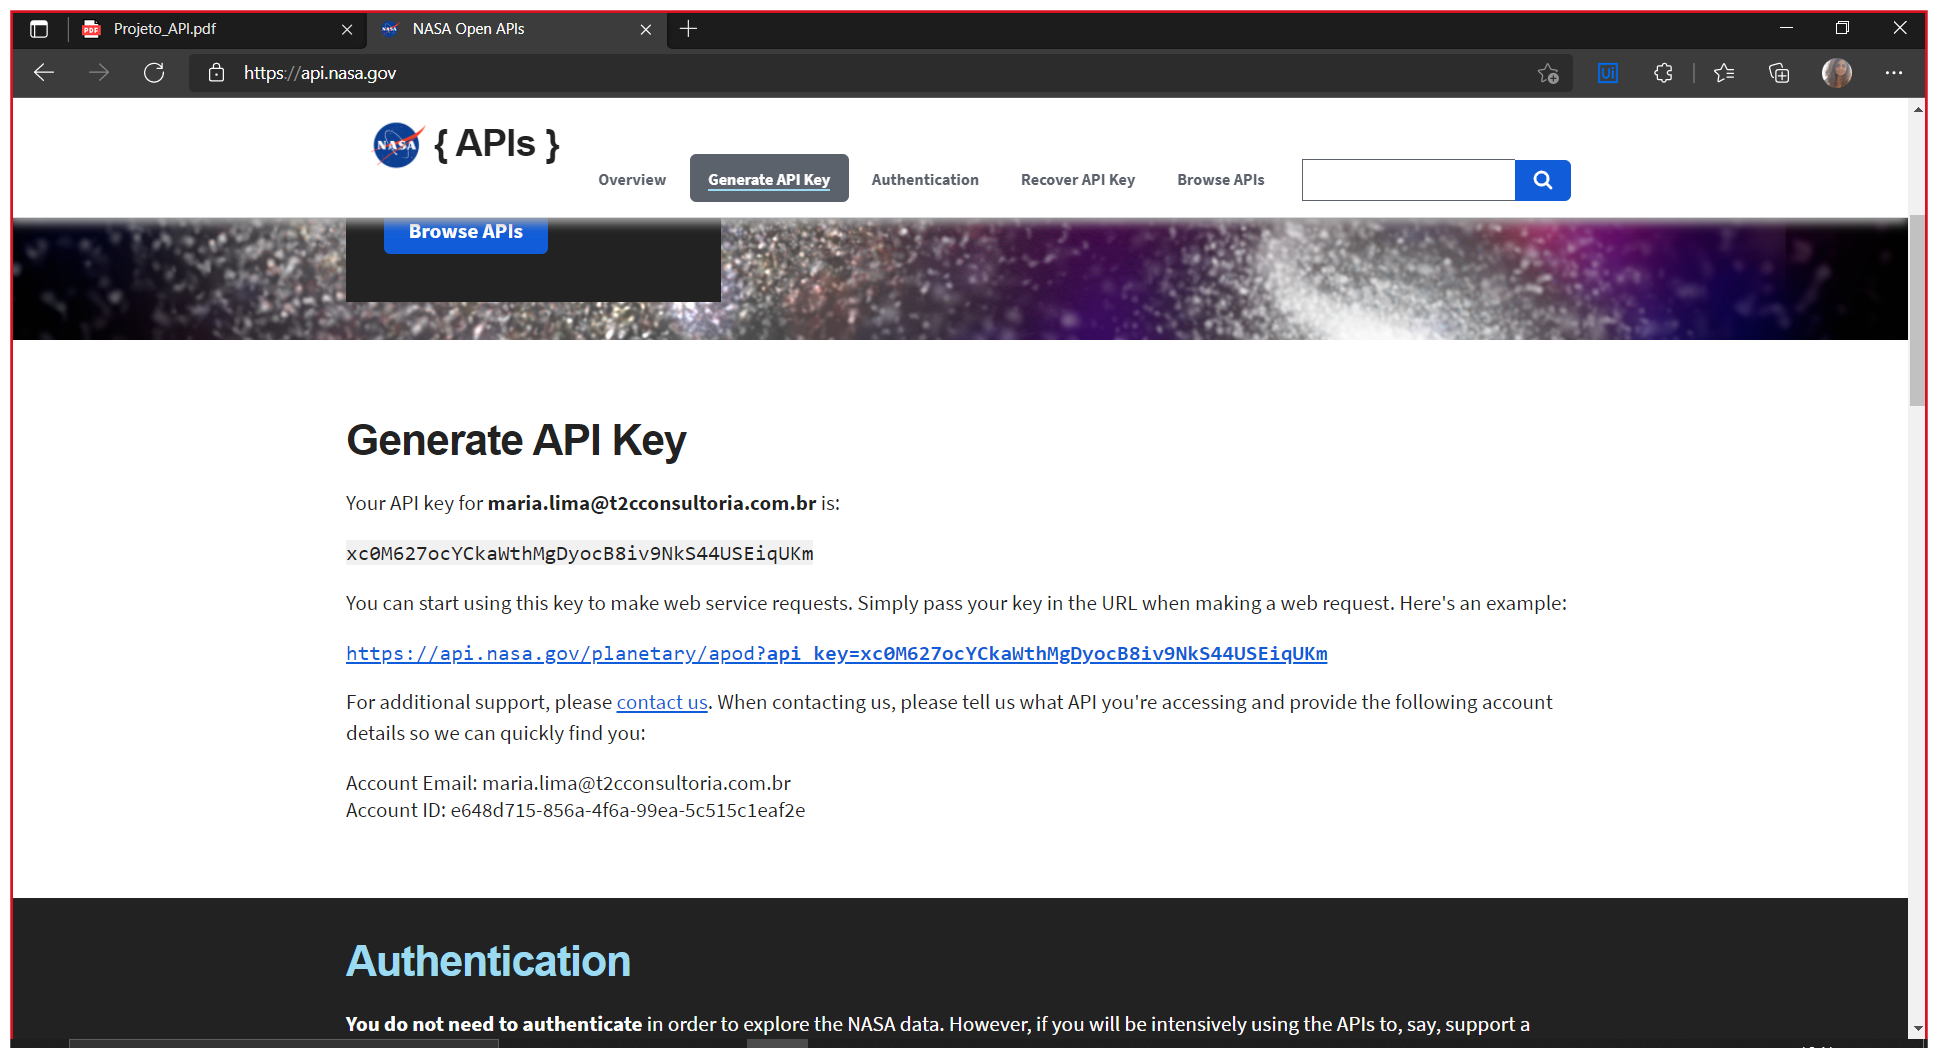 Projeto_API.pdf
NASA Open APIs
https://api.nasa.gov
Ui
NASA
{ APIs }
Overview
Generate API Key
Authentication
Recover API Key
Browse APIs
Browse APIs
Generate API Key
Your API key for maria.lima@t2cconsultoria.com.br is:
xc0M627ocYCkaWthMgDyocB8iv9NkS44USEiqUKm
You can start using this key to make web service requests. Simply pass your key in the URL when making a web request. Here's an example:
https://api.nasa.gov/planetary/apod?api_key=xc0M627ocYCkaWthMgDyocB8iv9NkS44USEiqUKm
For additional support, please contact us. When contacting us, please tell us what API you're accessing and provide the following account
details so we can quickly find you:
Account Email: maria.lima@t2cconsultoria.com.br
Account ID: e648d715-856a-4f6a-99ea-5c515c1eaf2e
Authentication
You do not need to authenticate in order to explore the NASA data. However, if you will be intensively using the APIs to, say, support a